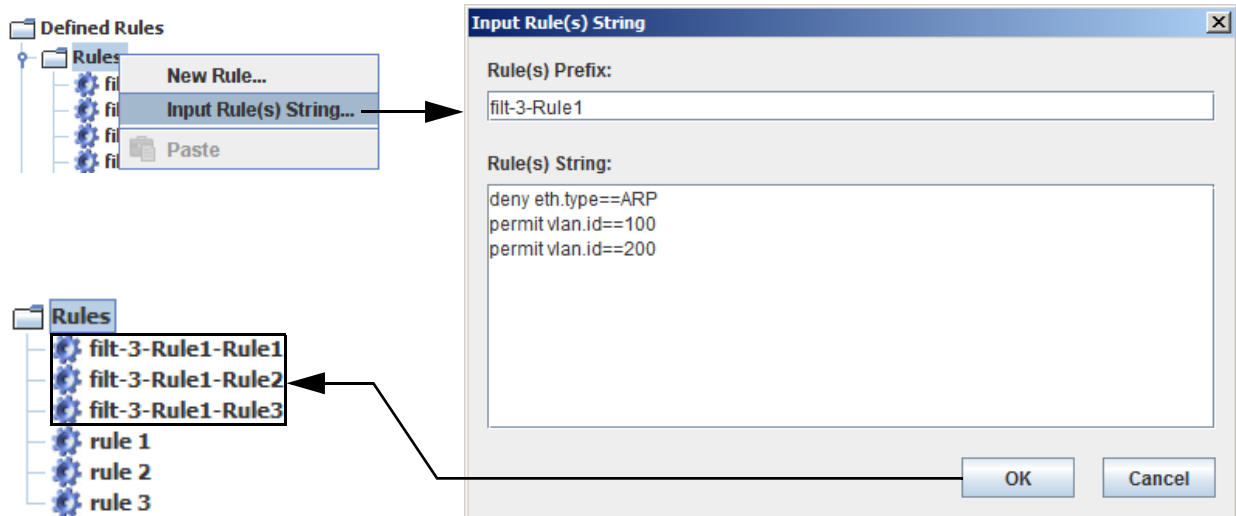 Defined Rules
Rules
New Rule...
fil
Input Rule(s) String...
fil
fil
Paste
fil
Input Rule(s) String
Rule(s) Prefix:
filt-3-Rule1
Rule(s) String:
deny eth.type==ARP
permit vlan.id==100
permit vlan.id==200
OK
Cancel
Rules
filt-3-Rule1-Rule1
filt-3-Rule1-Rule2
filt-3-Rule1-Rule3
rule 1
rule 2
rule 3